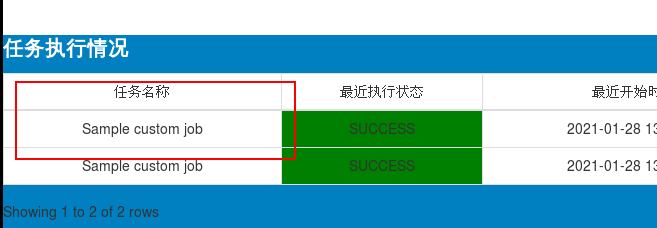 任务执行情况
任务名称 最近执行状态 最近开始时
Sample custom job SUCCESS 2021-01-28 13
Sample custom job SUCCESS 2021-01-28 13
Showing 1 to 2 of 2 rows